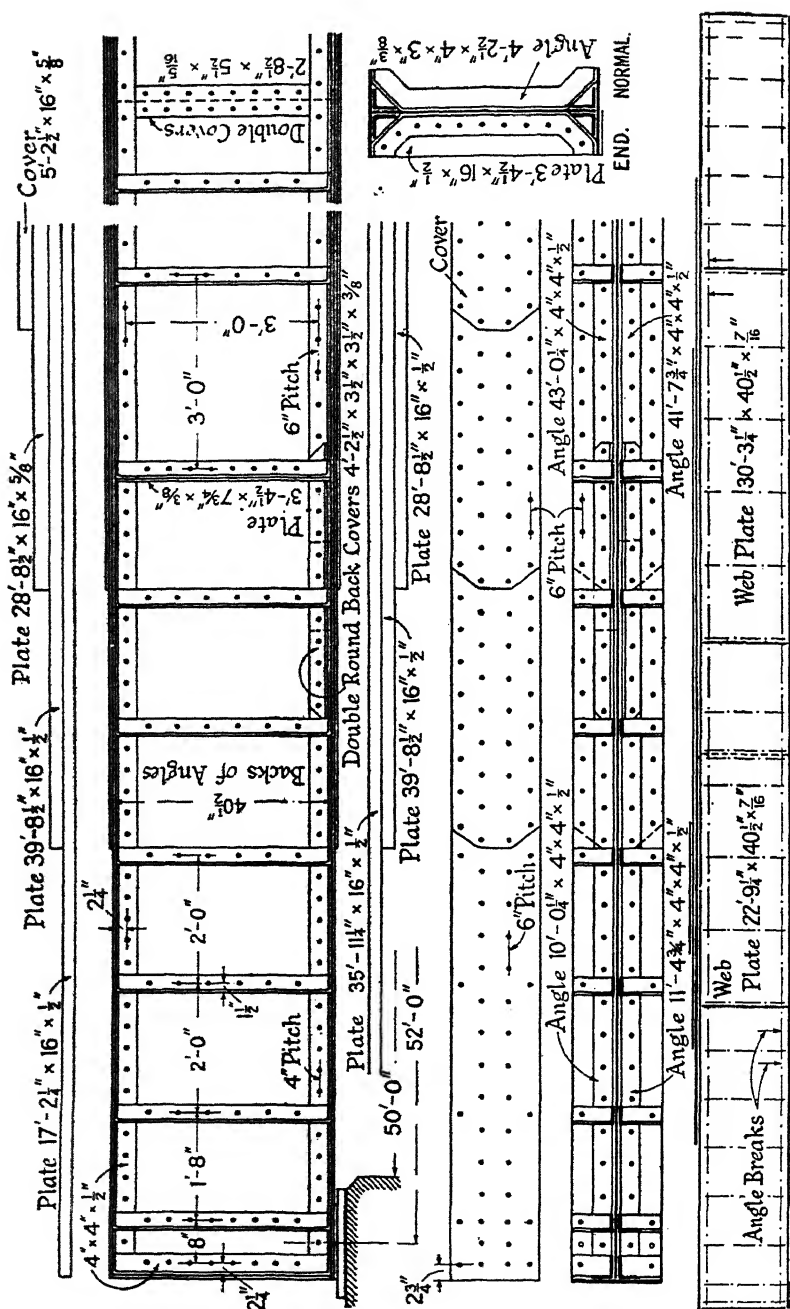 Cover
5'-2½" × 16" × ⅝"
Plate 28'-8½" × 16" × ⅝"
Plate 39'-8½" × 16" × ½"
Plate 17'-2¼" × 16" × ½"
4" × 4" × ½"
2¼"
8"
1'-8"
2'-0"
4" Pitch
1½"
2'-0"
2¼"
40½"
Backs of Angles
Plate
3'-4½" × 7¾" × ⅜"
3'-0"
6" Pitch
3'-0"
Double Covers
2'-8½" × 5½" × 5/16"
Double Round Back Covers 4'-2½" × 3½" × 3½" × ⅜"
Plate 28'-8½" × 16" × ½"
Plate 39'-8½" × 16" × ½"
Plate 35'-11¼" × 16" × ½"
50'-0"
52'-0"
Plate 3'-4½" × 16" × ½"
Angle 4'-2½" × 4" × 3" × ⅜"
END. NORMAL.
2¾"
6" Pitch
Cover
6" Pitch
Angle 10'-0¼" × 4" × 4" × ½"
Angle 43'-0¼" × 4" × 4" × ½"
Angle 11'-4¾" × 4" × 4" × ½"
Angle 41'-7¾" × 4" × 4" × ½"
Angle Breaks
Web
Plate 22'-9¼" × 40½" × 7/16"
Web Plate 30'-3¼" × 40½" × 7/16"